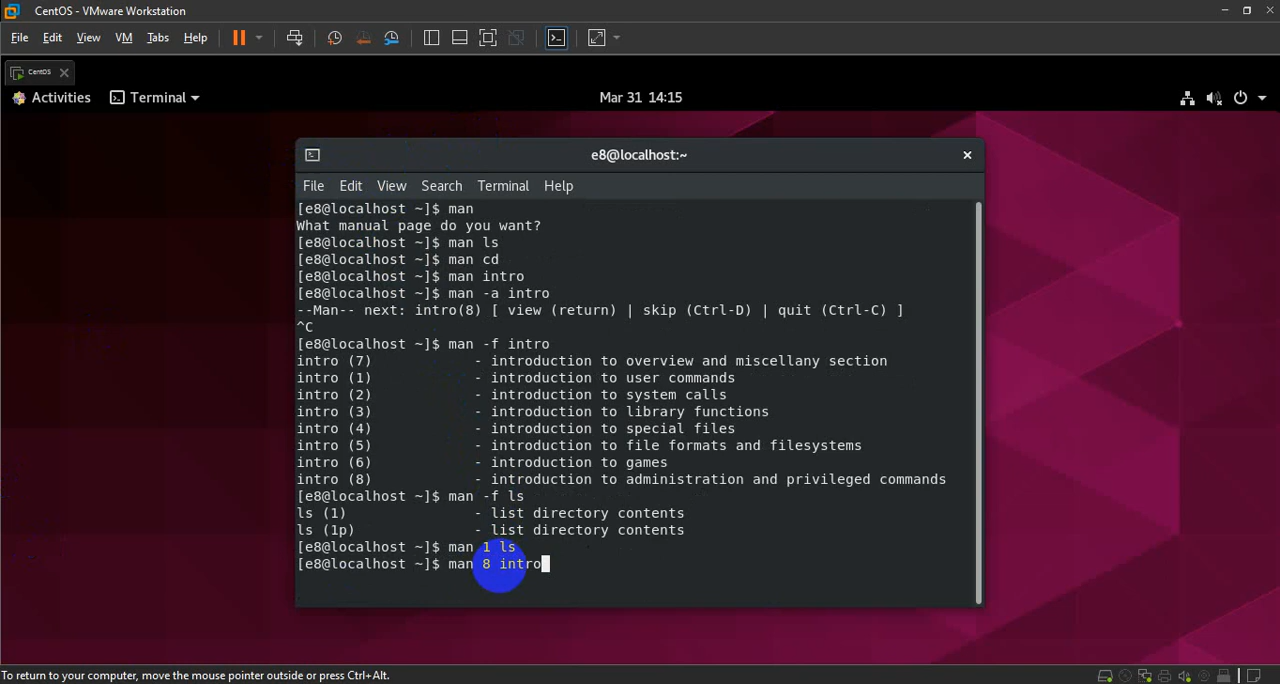 CentOS - VMware Workstation
File Edit View VM Tabs Help
CentOS
Activities Terminal Mar 31 14:15
e8@localhost:~
File Edit View Search Terminal Help
[e8@localhost ~]$ man
What manual page do you want?
[e8@localhost ~]$ man ls
[e8@localhost ~]$ man cd
[e8@localhost ~]$ man intro
[e8@localhost ~]$ man -a intro
--Man-- next: intro(8) [ view (return) | skip (Ctrl-D) | quit (Ctrl-C) ]
^C
[e8@localhost ~]$ man -f intro
intro (7) - introduction to overview and miscellany section
intro (1) - introduction to user commands
intro (2) - introduction to system calls
intro (3) - introduction to library functions
intro (4) - introduction to special files
intro (5) - introduction to file formats and filesystems
intro (6) - introduction to games
intro (8) - introduction to administration and privileged commands
[e8@localhost ~]$ man -f ls
ls (1) - list directory contents
ls (1p) - list directory contents
[e8@localhost ~]$ man 1 ls
[e8@localhost ~]$ man 8 intro
To return to your computer, move the mouse pointer outside or press Ctrl+Alt.